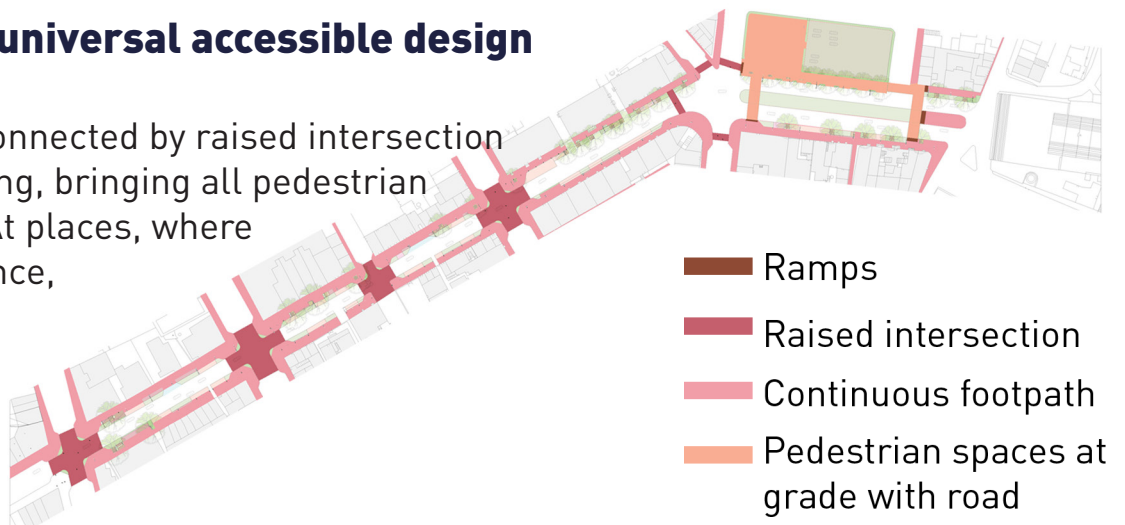 universal accessible design
onnected by raised intersection
ng, bringing all pedestrian
At places, where
nce,
Ramps
Raised intersection
Continuous footpath
Pedestrian spaces at
grade with road